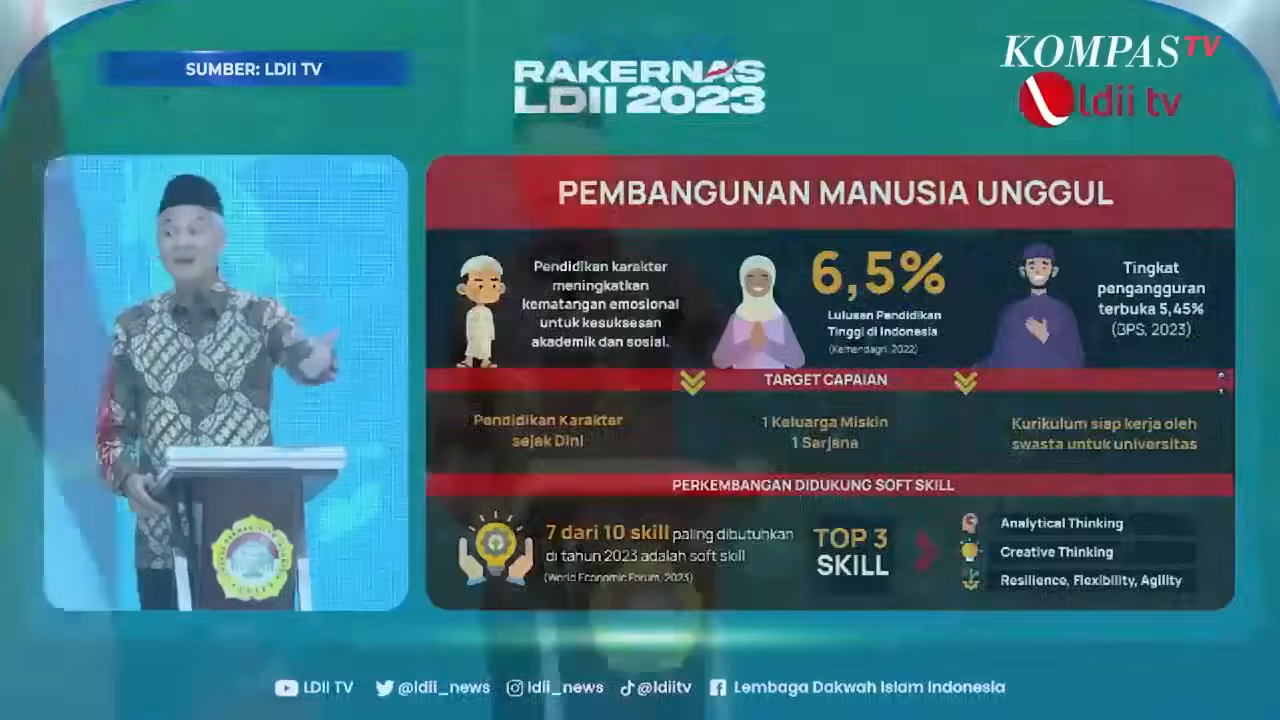 SUMBER: LDII TV
RAKERNAS
LDII 2023
KOMPASTV
ldii tv
PEMBANGUNAN MANUSIA UNGGUL
Pendidikan karakter
meningkatkan
kematangan emosional
untuk kesuksesan
akademik dan sosial.
6,5%
Lulusan Pendidikan
Tinggi di Indonesia
(Kemendagri, 2022)
Tingkat
pengangguran
terbuka 5,45%
(BPS, 2023)
TARGET CAPAIAN
Pendidikan Karakter
sejak Dini
1 Keluarga Miskin
1 Sarjana
Kurikulum siap kerja oleh
swasta untuk universitas
PERKEMBANGAN DIDUKUNG SOFT SKILL
7 dari 10 skill paling dibutuhkan
di tahun 2023 adalah soft skill
(World Economic Forum, 2023)
TOP 3
SKILL
Analytical Thinking
Creative Thinking
Resilience, Flexibility, Agility
LDII TV @ldii_news ldii_news @ldiitv Lembaga Dakwah Islam Indonesia